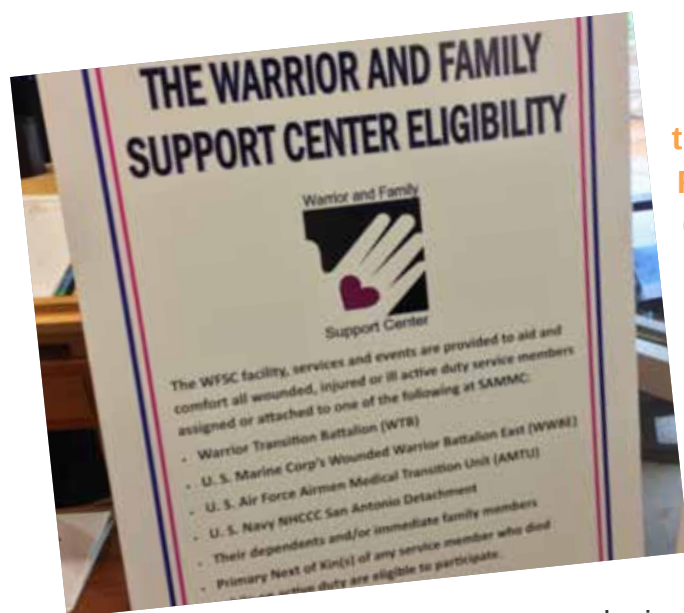 THE WARRIOR AND FAMILY
SUPPORT CENTER ELIGIBILITY
Warrior and Family
Support Center
The WFSC facility, services and events are provided to aid and
comfort all wounded, injured or ill active duty service members
assigned or attached to one of the following at SAMMC:
· Warrior Transition Battalion (WTB)
· U. S. Marine Corp's Wounded Warrior Battalion East (WWBE)
· U. S. Air Force Airmen Medical Transition Unit (AMTU)
· U. S. Navy NHCCC San Antonio Detachment
· Their dependents and/or immediate family members
· Primary Next of Kin(s) of any service member who died
active duty are eligible to participate.
t